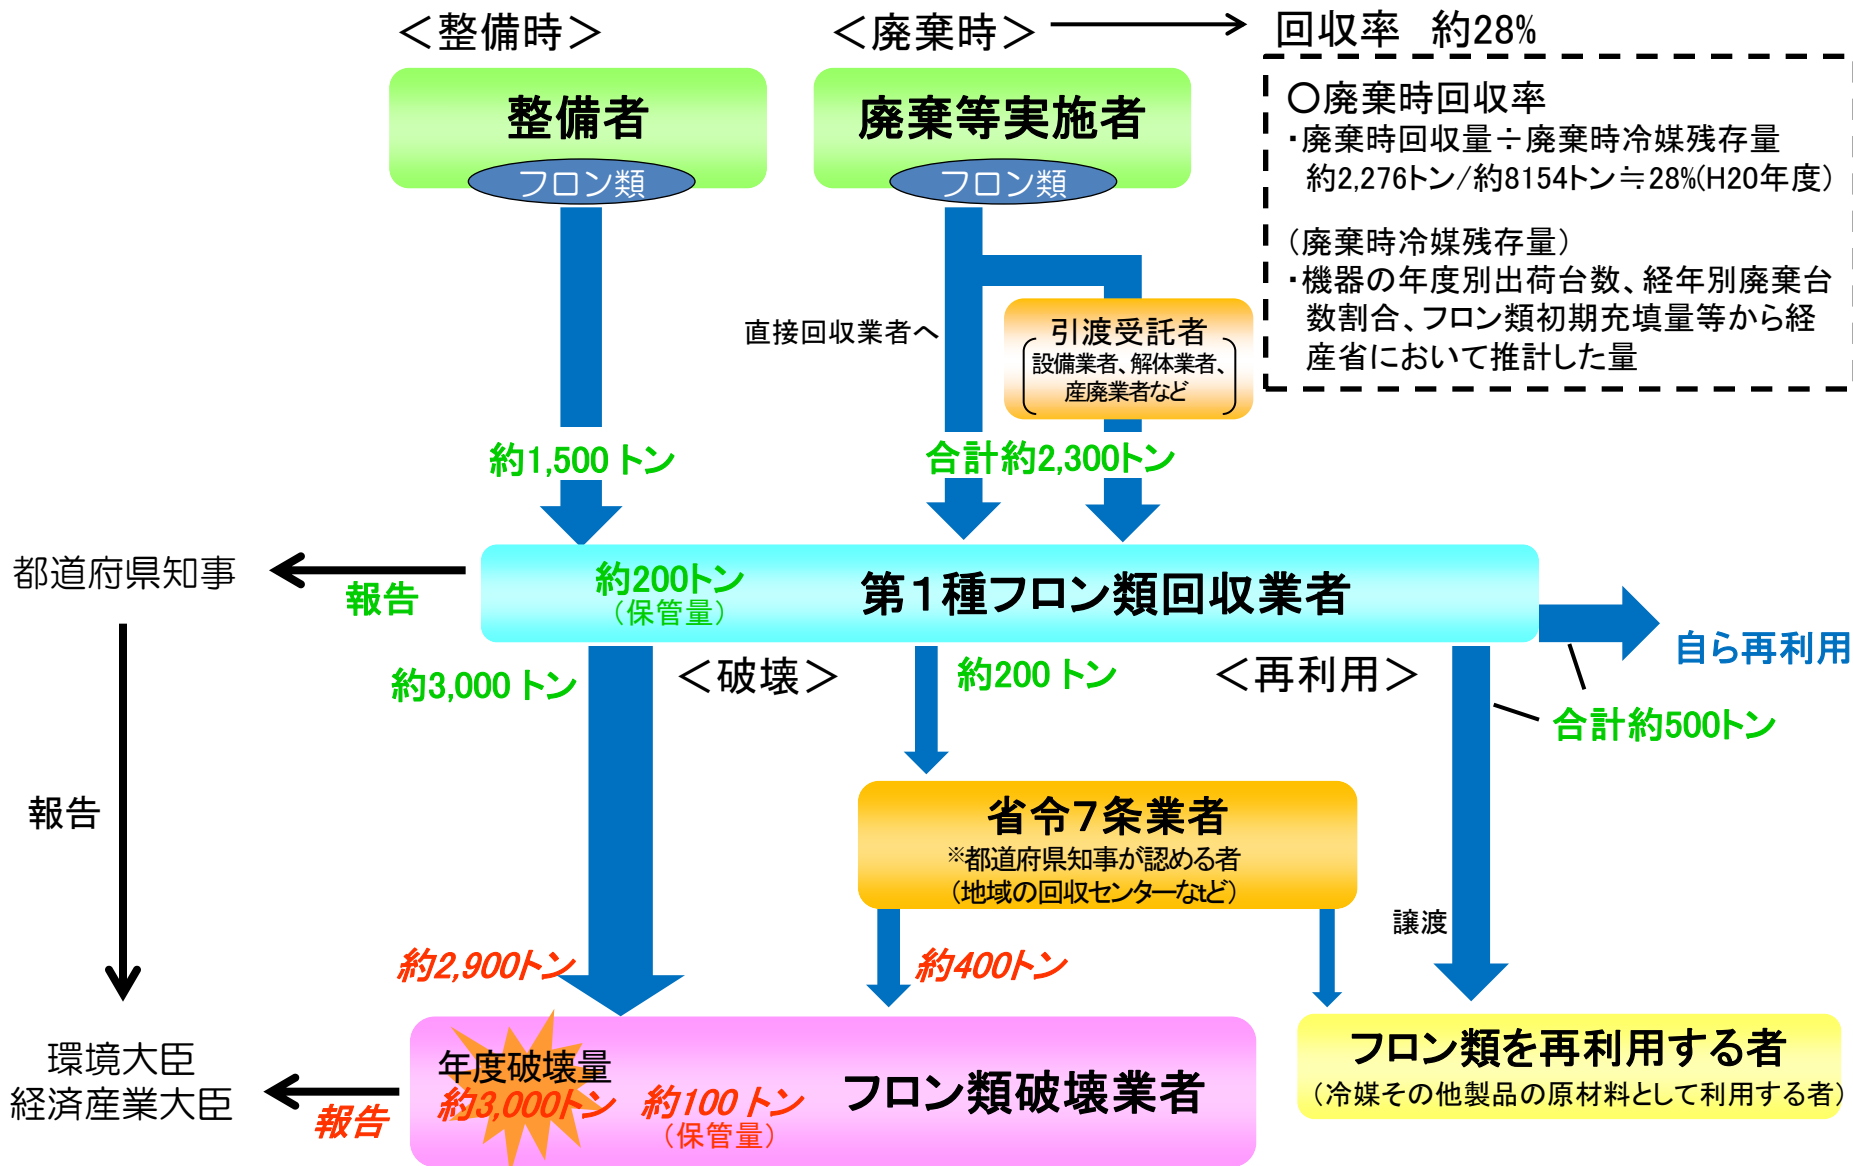 ＜整備時＞
＜廃棄時＞
回収率　約28%
整備者
フロン類
廃棄等実施者
フロン類
○廃棄時回収率
・廃棄時回収量÷廃棄時冷媒残存量
約2,276トン/約8154トン≒28%(H20年度)
（廃棄時冷媒残存量）
・機器の年度別出荷台数、経年別廃棄台
数割合、フロン類初期充填量等から経
産省において推計した量
直接回収業者へ
引渡受託者
設備業者、解体業者、
産廃業者など
約1,500トン
合計約2,300トン
都道府県知事
報告
約200トン
（保管量）
第１種フロン類回収業者
自ら再利用
約3,000トン
＜破壊＞
約200トン
＜再利用＞
合計約500トン
報告
省令７条業者
※都道府県知事が認める者
（地域の回収センターなtど）
譲渡
約2,900トン
約400トン
環境大臣
経済産業大臣
報告
年度破壊量
約3,000トン
約100トン
（保管量）
フロン類破壊業者
フロン類を再利用する者
（冷媒その他製品の原材料として利用する者）